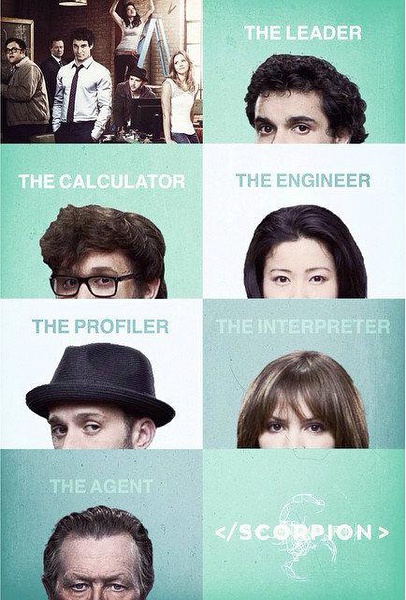 THE LEADER
THE CALCULATOR
THE ENGINEER
THE PROFILER
THE INTERPRETER
THE AGENT
</SCORPION>